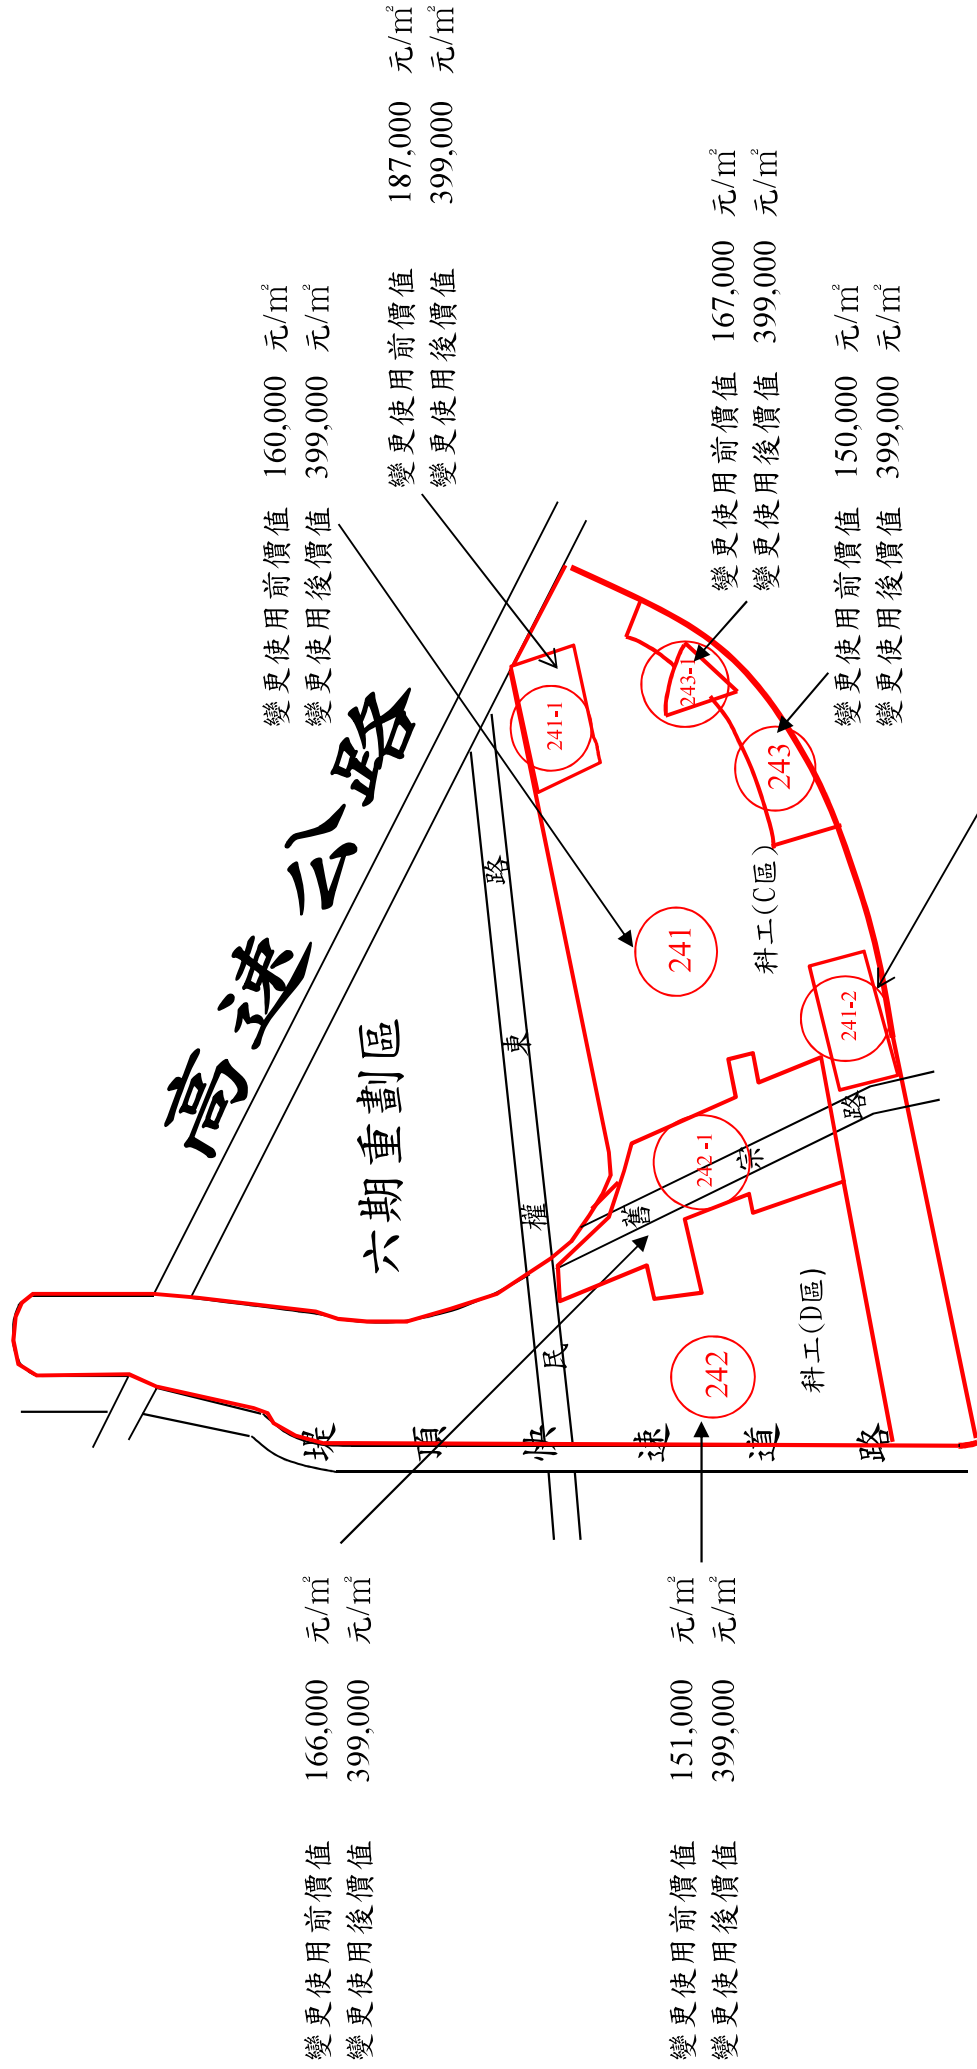 變更使用前價值 166,000 元/㎡
變更使用後價值 399,000 元/㎡
變更使用前價值 151,000 元/㎡
變更使用後價值 399,000 元/㎡
高速公路
六期重劃區
變更使用前價值 160,000 元/㎡
變更使用後價值 399,000 元/㎡
變更使用前價值 187,000 元/㎡
變更使用後價值 399,000 元/㎡
民權東路
堤頂快速道路
舊宗路
241-1
241
242-1
242
243-1
243
241-2
科工(C區)
科工(D區)
變更使用前價值 167,000 元/㎡
變更使用後價值 399,000 元/㎡
變更使用前價值 150,000 元/㎡
變更使用後價值 399,000 元/㎡